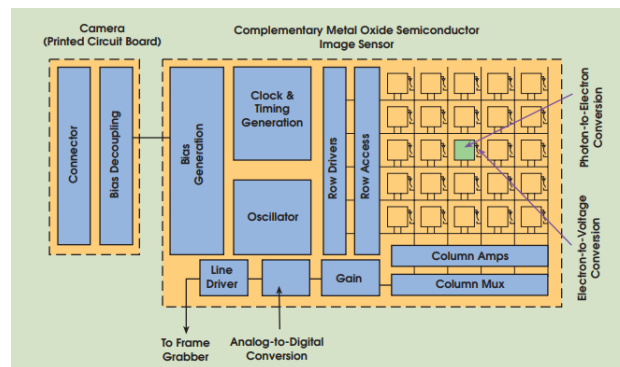 Camera
(Printed Circuit Board)
Complementary Metal Oxide Semiconductor
Image Sensor
Connector
Bias Decoupling
Bias
Generation
Clock &
Timing
Generation
Oscillator
Row Drivers
Row Access
Photon-to-Electron
Conversion
Electron-to-Voltage
Conversion
Column Amps
Column Mux
Line
Driver
Gain
To Frame
Grabber
Analog-to-Digital
Conversion